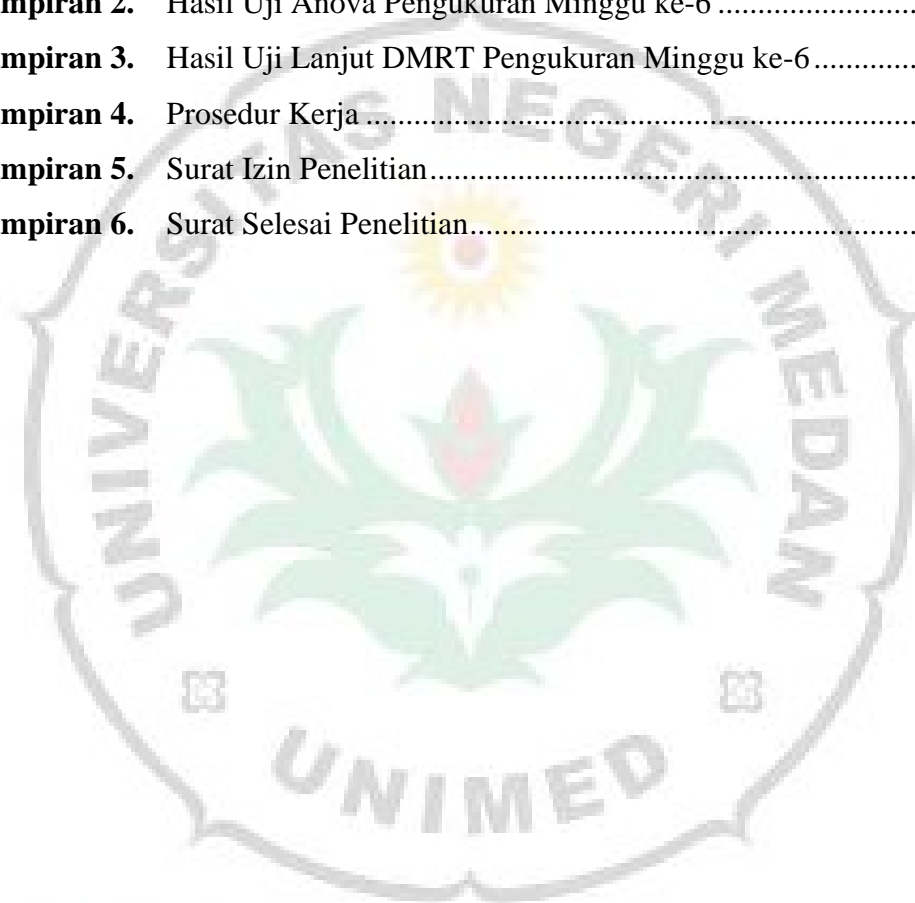 mpiran 2. Hasil Uji Anova Pengukuran Minggu ke-6 ........................
mpiran 3. Hasil Uji Lanjut DMRT Pengukuran Minggu ke-6 .............
mpiran 4. Prosedur Kerja .....................................................................
mpiran 5. Surat Izin Penelitian .............................................................
mpiran 6. Surat Selesai Penelitian ........................................................
UNIVERSITAS NEGERI MEDAN
UNIMED